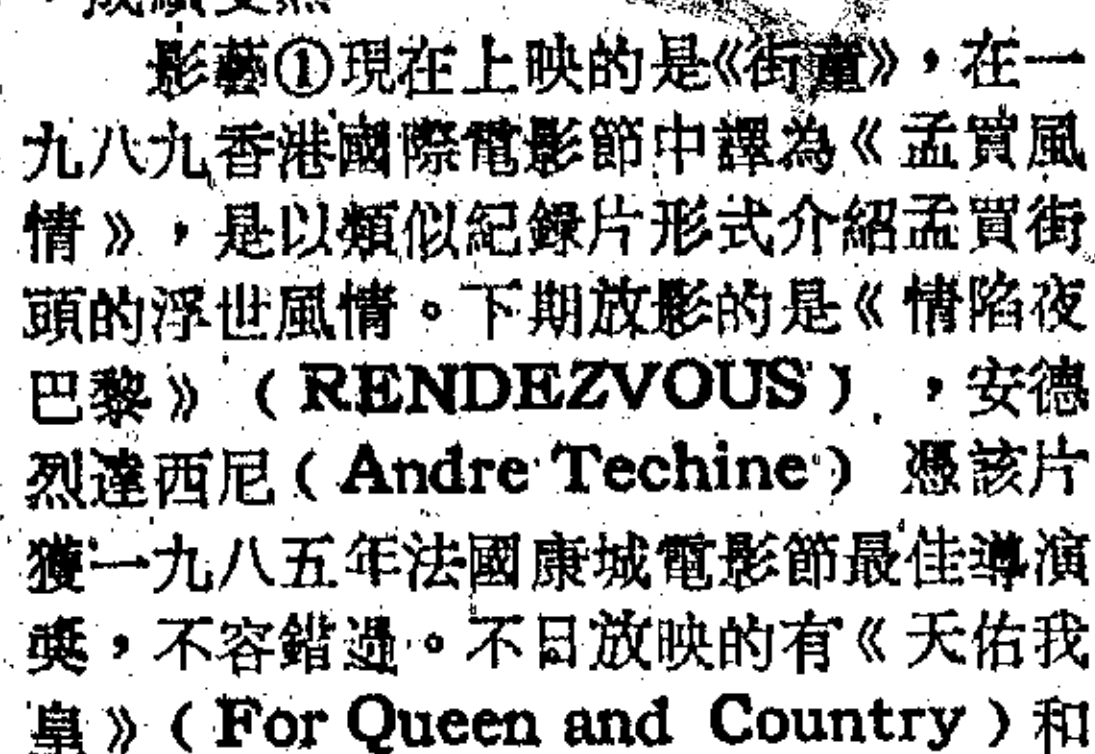 影藝①現在上映的是《街童》，在一
九八九香港國際電影節中譯為《孟買風
情》，是以類似紀錄片形式介紹孟買街
頭的浮世風情。下期放影的是《情陷夜
巴黎》（RENDEZVOUS），安德
烈達西尼（Andre Techine）憑該片
獲一九八五年法國康城電影節最佳導演
獎，不容錯過。不日放映的有《天佑我
皇》（For Queen and Country）和